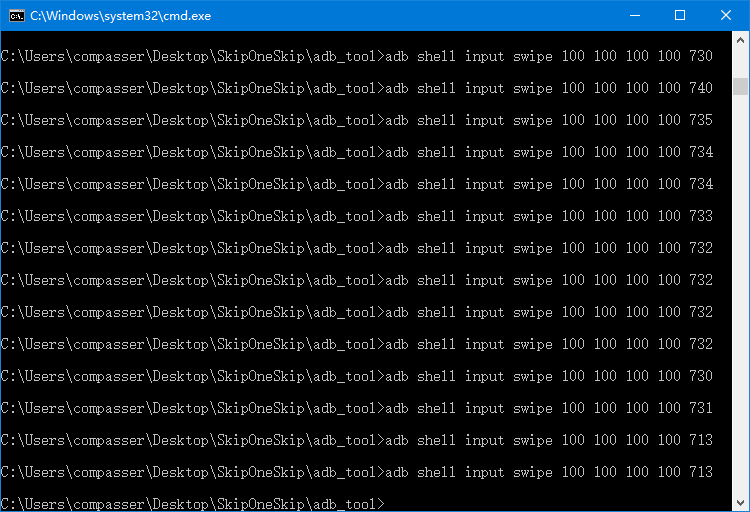 C:\Windows\system32\cmd.exe
C:\Users\compasser\Desktop\SkipOneSkip\adb_tool>adb shell input swipe 100 100 100 100 730
C:\Users\compasser\Desktop\SkipOneSkip\adb_tool>adb shell input swipe 100 100 100 100 740
C:\Users\compasser\Desktop\SkipOneSkip\adb_tool>adb shell input swipe 100 100 100 100 735
C:\Users\compasser\Desktop\SkipOneSkip\adb_tool>adb shell input swipe 100 100 100 100 734
C:\Users\compasser\Desktop\SkipOneSkip\adb_tool>adb shell input swipe 100 100 100 100 734
C:\Users\compasser\Desktop\SkipOneSkip\adb_tool>adb shell input swipe 100 100 100 100 733
C:\Users\compasser\Desktop\SkipOneSkip\adb_tool>adb shell input swipe 100 100 100 100 732
C:\Users\compasser\Desktop\SkipOneSkip\adb_tool>adb shell input swipe 100 100 100 100 732
C:\Users\compasser\Desktop\SkipOneSkip\adb_tool>adb shell input swipe 100 100 100 100 732
C:\Users\compasser\Desktop\SkipOneSkip\adb_tool>adb shell input swipe 100 100 100 100 732
C:\Users\compasser\Desktop\SkipOneSkip\adb_tool>adb shell input swipe 100 100 100 100 730
C:\Users\compasser\Desktop\SkipOneSkip\adb_tool>adb shell input swipe 100 100 100 100 731
C:\Users\compasser\Desktop\SkipOneSkip\adb_tool>adb shell input swipe 100 100 100 100 713
C:\Users\compasser\Desktop\SkipOneSkip\adb_tool>adb shell input swipe 100 100 100 100 713
C:\Users\compasser\Desktop\SkipOneSkip\adb_tool>